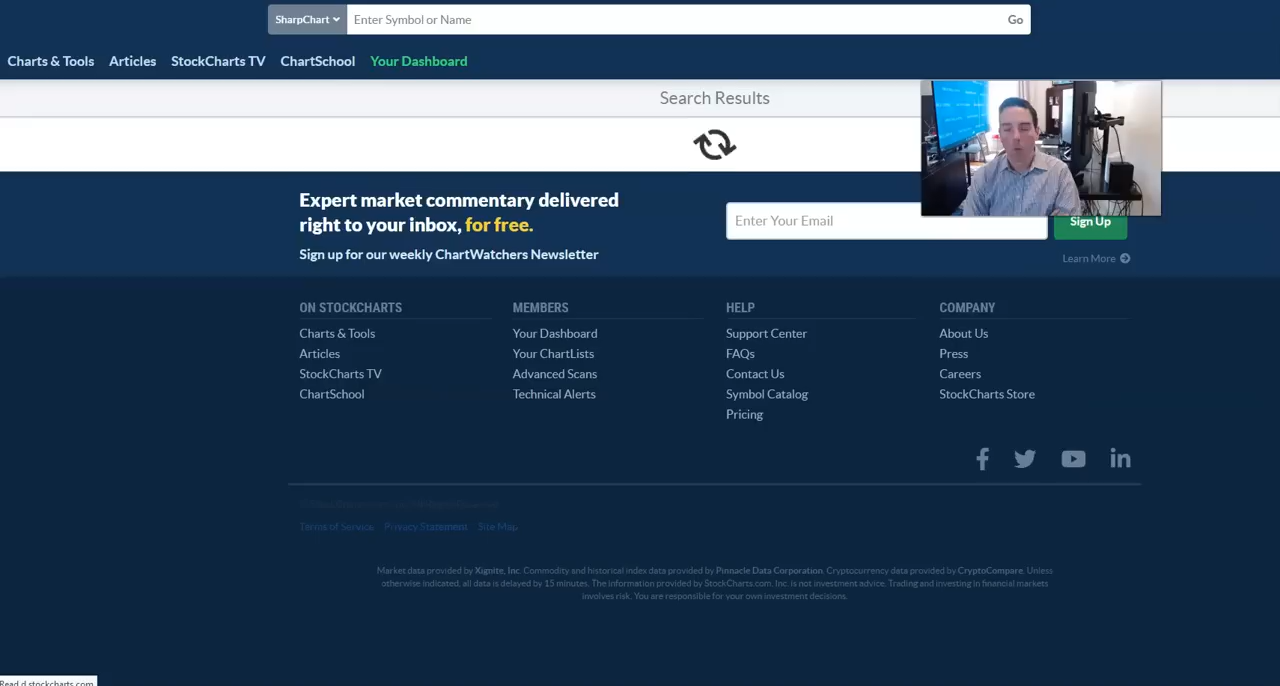 SharpChart
Enter Symbol or Name
Go
Charts & Tools
Articles
StockCharts TV
ChartSchool
Your Dashboard
Search Results
Expert market commentary delivered
right to your inbox, for free.
Sign up for our weekly ChartWatchers Newsletter
Enter Your Email
Sign Up
Learn More
ON STOCKCHARTS
Charts & Tools
Articles
StockCharts TV
ChartSchool
MEMBERS
Your Dashboard
Your ChartLists
Advanced Scans
Technical Alerts
HELP
Support Center
FAQs
Contact Us
Symbol Catalog
Pricing
COMPANY
About Us
Press
Careers
StockCharts Store
Terms of Service
Privacy Statement
Site Map
Market data provided by Xignite, Inc. Commodity and historical index data provided by Pinnacle Data Corporation. Cryptocurrency data provided by CryptoCompare. Unless
otherwise indicated, all data is delayed by 15 minutes. The information provided by StockCharts.com, Inc. is not investment advice. Trading and investing in financial markets
involves risk. You are responsible for your own investment decisions.
Read d.stockcharts.com